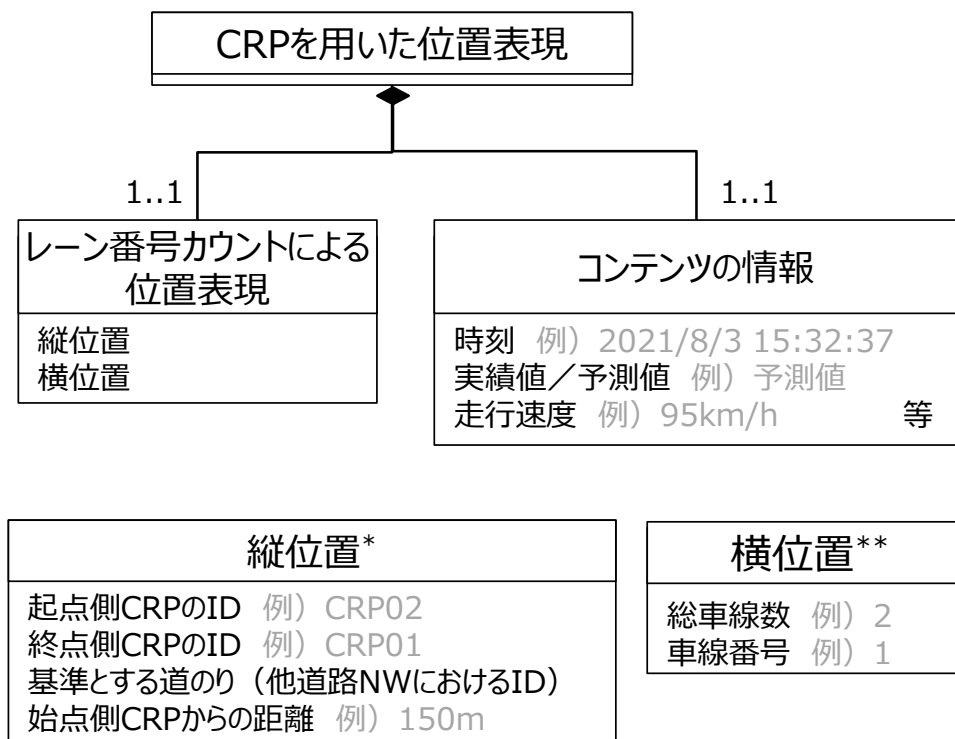 CRPを用いた位置表現
1..1
1..1
レーン番号カウントによる
位置表現
縦位置
横位置
コンテンツの情報
時刻 例）2021/8/3 15:32:37
実績値／予測値 例）予測値
走行速度 例）95km/h 等
縦位置*
起点側CRPのID 例）CRP02
終点側CRPのID 例）CRP01
基準とする道のり（他道路NWにおけるID）
始点側CRPからの距離 例）150m
横位置**
総車線数 例）2
車線番号 例）1